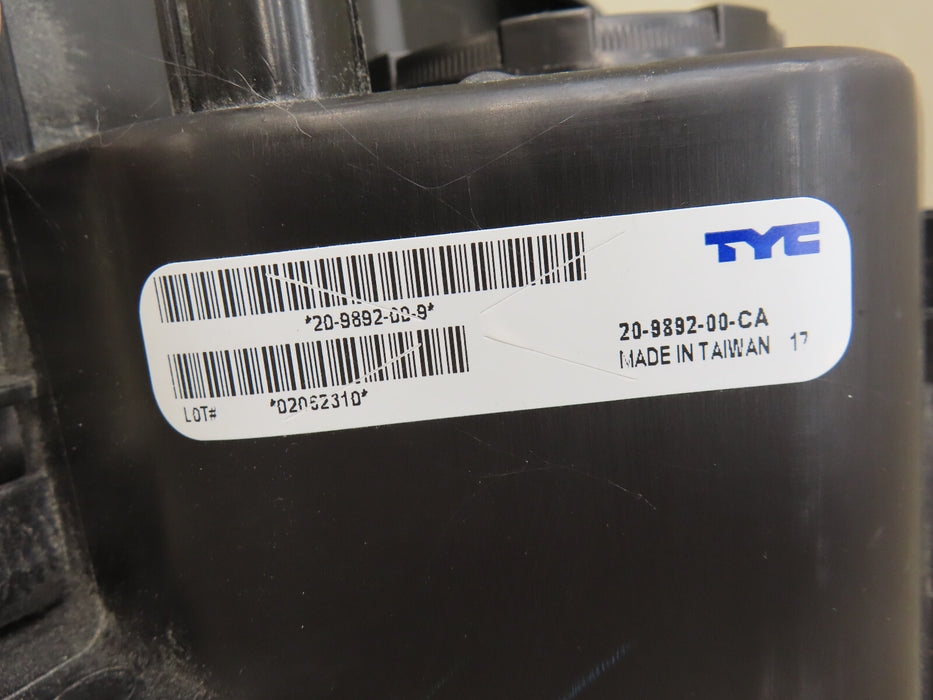 TYC
*20-9892-00-9*
20-9892-00-CA
MADE IN TAIWAN 17
LOT# *02062310*